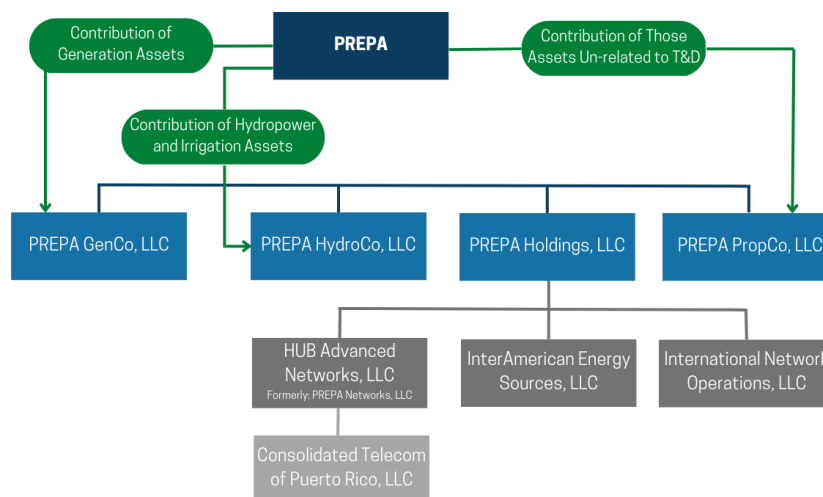 Contribution of
Generation Assets
PREPA
Contribution of Those
Assets Un-related to T&D
Contribution of Hydropower
and Irrigation Assets
PREPA GenCo, LLC
PREPA HydroCo, LLC
PREPA Holdings, LLC
PREPA PropCo, LLC
HUB Advanced
Networks, LLC
Formerly: PREPA Networks, LLC
InterAmerican Energy
Sources, LLC
International Network
Operations, LLC
Consolidated Telecom
of Puerto Rico, LLC